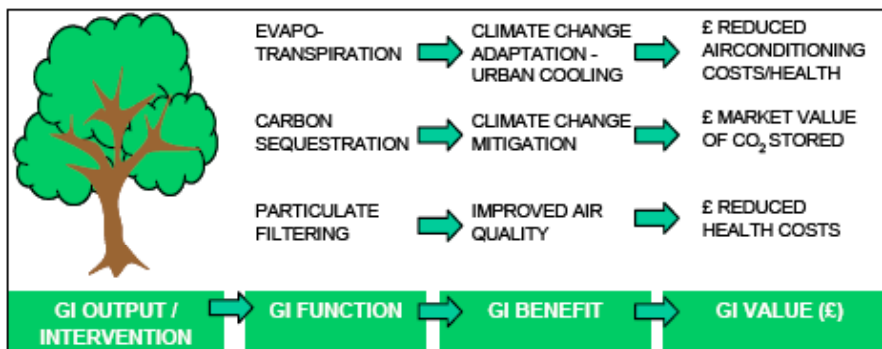 EVAPO-
TRANSPIRATION
CLIMATE CHANGE
ADAPTATION -
URBAN COOLING
£ REDUCED
AIRCONDITIONING
COSTS/HEALTH
CARBON
SEQUESTRATION
CLIMATE CHANGE
MITIGATION
£ MARKET VALUE
OF CO₂ STORED
PARTICULATE
FILTERING
IMPROVED AIR
QUALITY
£ REDUCED
HEALTH COSTS
GI OUTPUT /
INTERVENTION
GI FUNCTION
GI BENEFIT
GI VALUE (£)